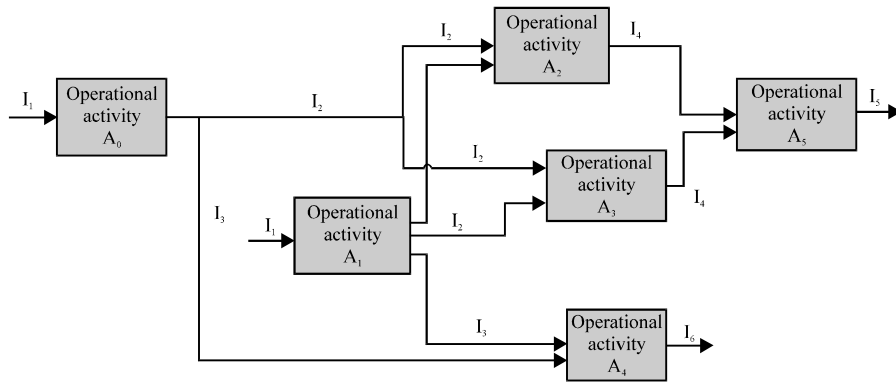 I₁
Operational
activity
A₀
I₂
I₃
I₁
Operational
activity
A₁
I₂
Operational
activity
A₂
I₄
I₂
Operational
activity
A₃
I₂
I₄
Operational
activity
A₅
I₅
I₃
Operational
activity
A₄
I₆